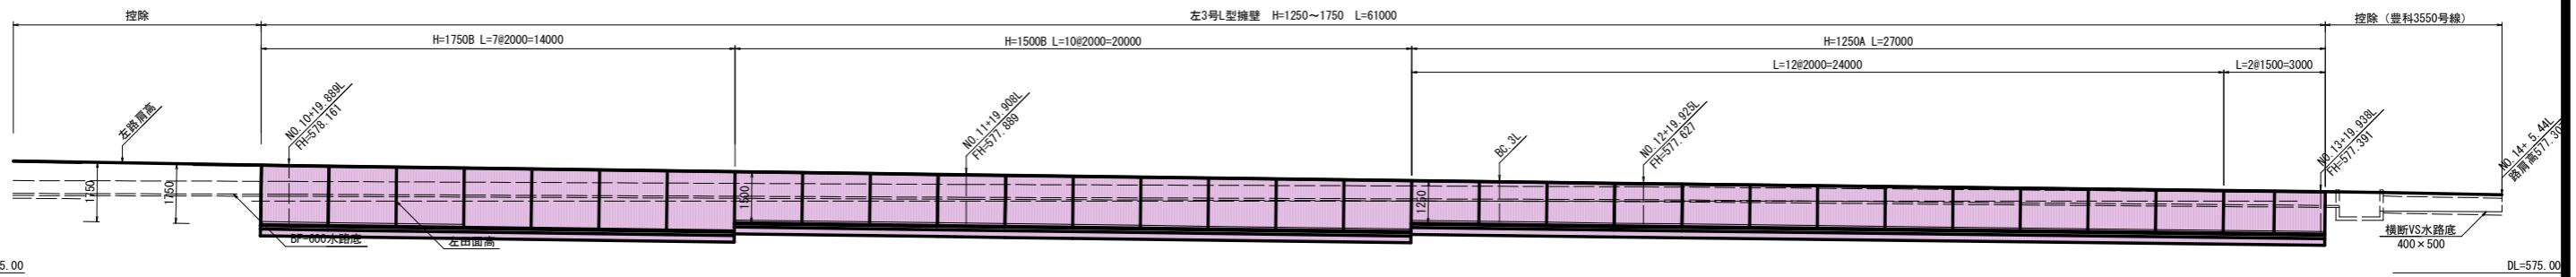 控除
左3号L型擁壁 H=1250～1750 L=61000
控除（豊科3550号線）
H=1750B L=7@2000=14000
H=1500B L=10@2000=20000
H=1250A L=27000
L=12@2000=24000
L=2@1500=3000
左路肩高
NO.10+19.889L
FH=578.161
NO.11+19.908L
FH=577.889
BC.3L
NO.12+19.925L
FH=577.627
NO.13+19.938L
FH=577.391
NO.14+ 5.44L
路肩高577.30
1750
1750
1500
1250
BF-600水路底
左田面高
横断VS水路底
400×500
5.00
DL=575.00